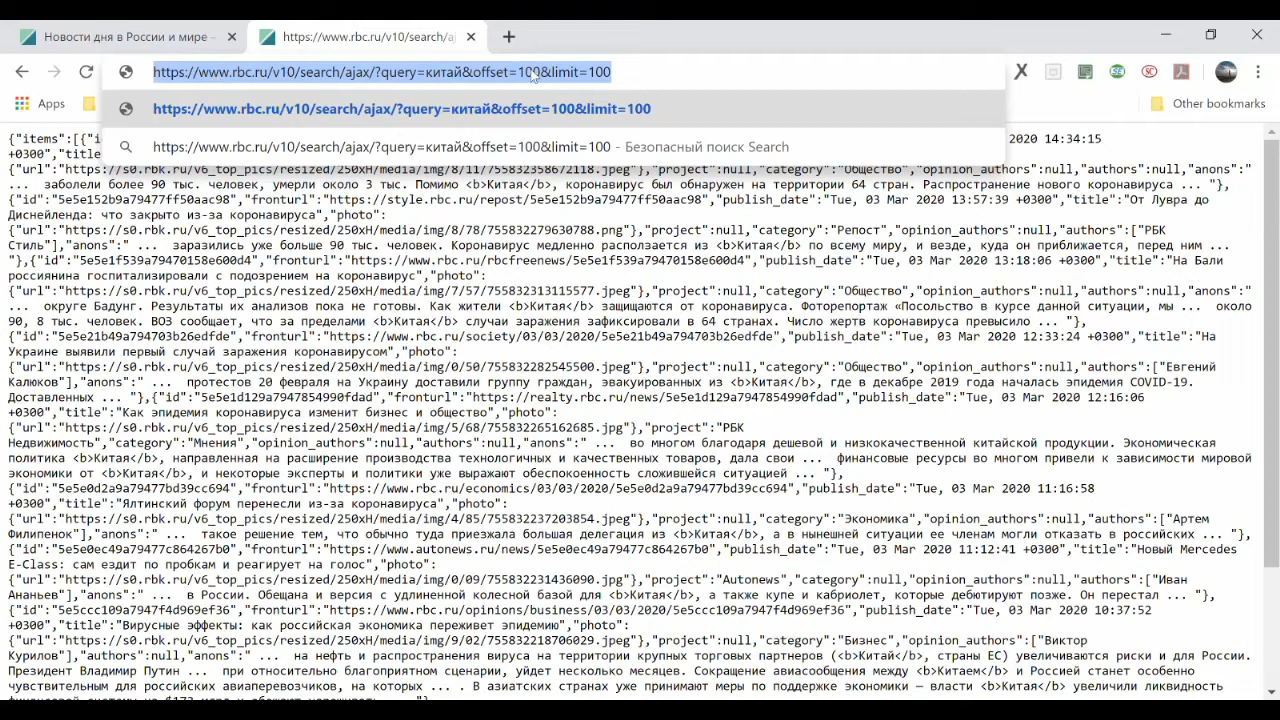 Новости дня в России и мире –
https://www.rbc.ru/v10/search/aj
https://www.rbc.ru/v10/search/ajax/?query=китай&offset=100&limit=100
Apps
Other bookmarks
https://www.rbc.ru/v10/search/ajax/?query=китай&offset=100&limit=100
https://www.rbc.ru/v10/search/ajax/?query=китай&offset=100&limit=100 - Безопасный поиск Search
{"items":[{"i 2020 14:34:15
+0300","title":
{"url":"https://s0.rbc.ru/v6_top_pics/resized/250xH/media/img/8/11/755832358672118.jpeg"},"project":null,"category":"Общество","opinion_authors":null,"authors":null,"anons":"
... заболели более 90 тыс. человек, умерли около 3 тыс. Помимо <b>Китая</b>, коронавирус был обнаружен на территории 64 стран. Распространение нового коронавируса ... "},
{"id":"5e5e152b9a79477ff50aac98","fronturl":"https://style.rbc.ru/repost/5e5e152b9a79477ff50aac98","publish_date":"Tue, 03 Mar 2020 13:57:39 +0300","title":"От Лувра до
Диснейленда: что закрыто из-за коронавируса","photo":
{"url":"https://s0.rbc.ru/v6_top_pics/resized/250xH/media/img/8/78/755832279630788.png"},"project":null,"category":"Репост","opinion_authors":null,"authors":["РБК
Стиль"],"anons":" ... заразились уже больше 90 тыс. человек. Коронавирус медленно расползается из <b>Китая</b> по всему миру, и везде, куда он приближается, перед ним ...
"},{"id":"5e5e1f539a79470158e600d4","fronturl":"https://www.rbc.ru/rbcfreenews/5e5e1f539a79470158e600d4","publish_date":"Tue, 03 Mar 2020 13:18:06 +0300","title":"На Бали
россиянина госпитализировали с подозрением на коронавирус","photo":
{"url":"https://s0.rbc.ru/v6_top_pics/resized/250xH/media/img/7/57/755832313115577.jpeg"},"project":null,"category":"Общество","opinion_authors":null,"authors":null,"anons":"
... округе Бадунг. Результаты их анализов пока не готовы. Как жители <b>Китая</b> защищаются от коронавируса. Фоторепортаж «Посольство в курсе данной ситуации, мы ... около
90, 8 тыс. человек. ВОЗ сообщает, что за пределами <b>Китая</b> случаи заражения зафиксировали в 64 странах. Число жертв коронавируса превысило ... "},
{"id":"5e5e21b49a794703b26edfde","fronturl":"https://www.rbc.ru/society/03/03/2020/5e5e21b49a794703b26edfde","publish_date":"Tue, 03 Mar 2020 12:33:24 +0300","title":"На
Украине выявили первый случай заражения коронавирусом","photo":
{"url":"https://s0.rbc.ru/v6_top_pics/resized/250xH/media/img/0/50/755832282545500.jpeg"},"project":null,"category":"Общество","opinion_authors":null,"authors":["Евгений
Калюков"],"anons":" ... протестов 20 февраля на Украину доставили группу граждан, эвакуированных из <b>Китая</b>, где в декабре 2019 года началась эпидемия COVID-19.
Доставленных ... "},{"id":"5e5e1d129a7947854990fdad","fronturl":"https://realty.rbc.ru/news/5e5e1d129a7947854990fdad","publish_date":"Tue, 03 Mar 2020 12:16:06
+0300","title":"Как эпидемия коронавируса изменит бизнес и общество","photo":
{"url":"https://s0.rbc.ru/v6_top_pics/resized/250xH/media/img/5/68/755832265162685.jpg"},"project":"РБК
Недвижимость","category":"Мнения","opinion_authors":null,"authors":null,"anons":" ... во многом благодаря дешевой и низкокачественной китайской продукции. Экономическая
политика <b>Китая</b>, направленная на расширение производства технологичных и качественных товаров, дала свои ... финансовые ресурсы во многом привели к зависимости мировой
экономики от <b>Китая</b>, и некоторые эксперты и политики уже выражают обеспокоенность сложившейся ситуацией ... "},
{"id":"5e5e0d2a9a79477bd39cc694","fronturl":"https://www.rbc.ru/economics/03/03/2020/5e5e0d2a9a79477bd39cc694","publish_date":"Tue, 03 Mar 2020 11:16:58
+0300","title":"Ялтинский форум перенесли из-за коронавируса","photo":
{"url":"https://s0.rbc.ru/v6_top_pics/resized/250xH/media/img/4/85/755832237203854.jpeg"},"project":null,"category":"Экономика","opinion_authors":null,"authors":["Артем
Филипенок"],"anons":" ... такое решение тем, что обычно туда приезжала большая делегация из <b>Китая</b>, а в нынешней ситуации ее членам могли отказать в российских ... "},
{"id":"5e5e0ec49a79477c864267b0","fronturl":"https://www.autonews.ru/news/5e5e0ec49a79477c864267b0","publish_date":"Tue, 03 Mar 2020 11:12:41 +0300","title":"Новый Mercedes
E-Class: сам ездит по пробкам и реагирует на голос","photo":
{"url":"https://s0.rbc.ru/v6_top_pics/resized/250xH/media/img/0/09/755832231436090.jpg"},"project":"Autonews","category":null,"opinion_authors":null,"authors":["Иван
Ананьев"],"anons":" ... в России. Обещана и версия с удлиненной колесной базой для <b>Китая</b>, а также купе и кабриолет, которые дебютируют позже. Он перестал ... "},
{"id":"5e5ccc109a7947f4d969ef36","fronturl":"https://www.rbc.ru/opinions/business/03/03/2020/5e5ccc109a7947f4d969ef36","publish_date":"Tue, 03 Mar 2020 10:37:52
+0300","title":"Вирусные эффекты: как российская экономика переживет эпидемию","photo":
{"url":"https://s0.rbc.ru/v6_top_pics/resized/250xH/media/img/9/02/755832218706029.jpg"},"project":null,"category":"Бизнес","opinion_authors":["Виктор
Курилов"],"authors":null,"anons":" ... на нефть и распространения вируса на территории крупных торговых партнеров (<b>Китай</b>, страны ЕС) увеличиваются риски и для России.
Президент Владимир Путин ... при относительно благоприятном сценарии, уйдет несколько месяцев. Сокращение авиасообщения между <b>Китаем</b> и Россией станет особенно
чувствительным для российских авиаперевозчиков, на которых ... . В азиатских странах уже принимают меры по поддержке экономики — власти <b>Китая</b> увеличили ликвидность